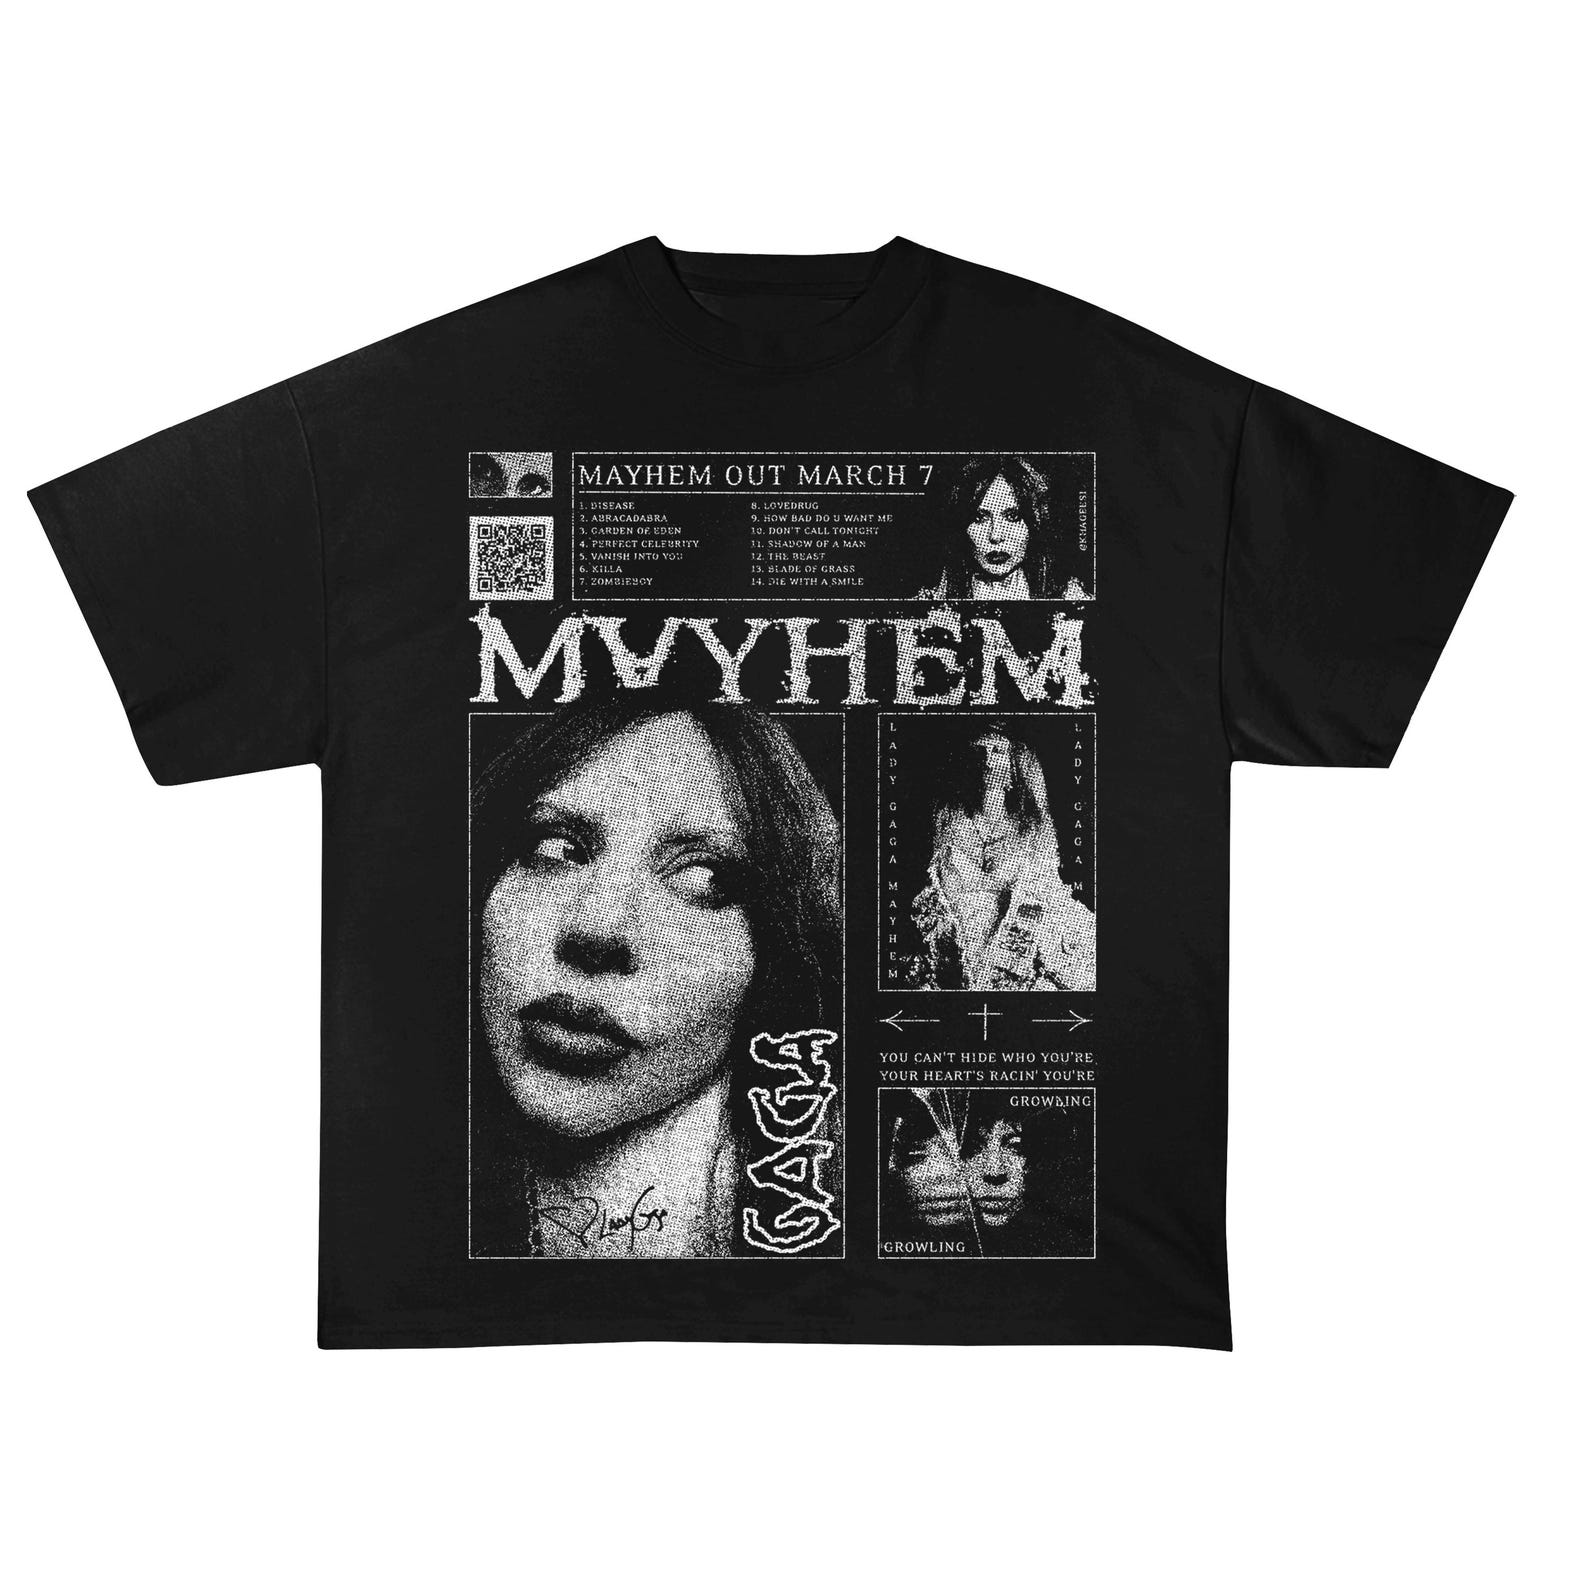 MAYHEM OUT MARCH 7
1. DISEASE
2. ABRACADABRA
3. GARDEN OF EDEN
4. PERFECT CELEBRITY
5. VANISH INTO YOU
6. KILLA
7. ZOMBIEBOY
8. LOVEDRUG
9. HOW BAD DO U WANT ME
10. DON'T CALL TONIGHT
11. SHADOW OF A MAN
12. THE BEAST
13. BLADE OF GRASS
14. DIE WITH A SMILE
@KHAGELSI
MAYHEM
LADY GAGA MAYHEM
LADY GAGA M
GAGA
Lady Gaga
YOU CAN'T HIDE WHO YOU'RE
YOUR HEART'S RACIN' YOU'RE
GROWLING
GROWLING